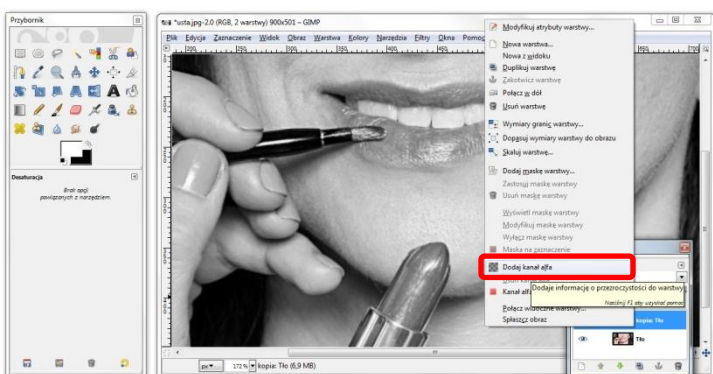 Przybornik
Desaturacja
Brak opcji
powiązanych z narzędziem.
*usta.jpg-2.0 (RGB, 2 warstwy) 900x501 – GIMP
Plik Edycja Zaznaczenie Widok Obraz Warstwa Kolory Narzędzia Filtry Okna Pomoc
Modyfikuj atrybuty warstwy...
Nowa warstwa...
Nowa z widoku
Duplikuj warstwę
Zakotwicz warstwę
Połącz w dół
Usuń warstwę
Wymiary granic warstwy...
Dopasuj wymiary warstwy do obrazu
Skaluj warstwę...
Dodaj maskę warstwy...
Zastosuj maskę warstwy
Usuń maskę warstwy
Wyświetl maskę warstwy
Modyfikuj maskę warstwy
Wyłącz maskę warstwy
Maska na zaznaczenie
Dodaj kanał alfa
Kanał alfa
Dodaje informację o przezroczystości do warstwy
Naciśnij F1 aby uzyskać pomoc
Połącz widoczne warstwy...
Spłaszcz obraz
kopia: Tło
Tło
px 172 % kopia: Tło (6,9 MB)